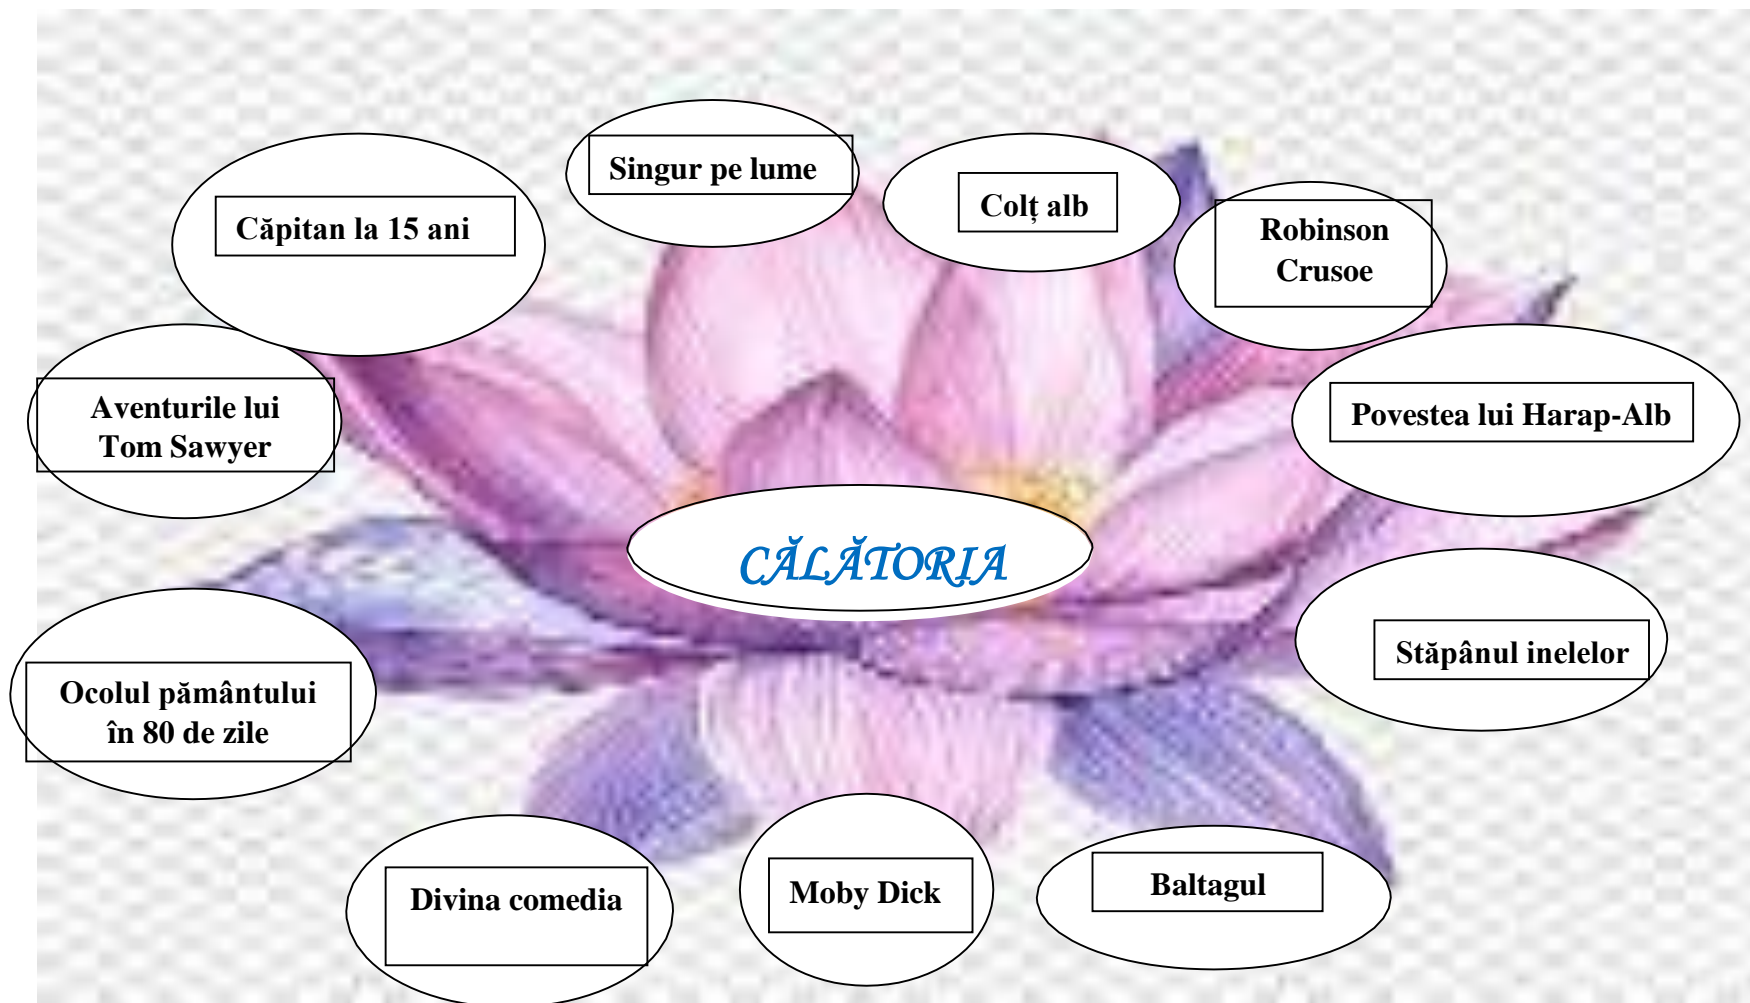 Singur pe lume
Colț alb
Căpitan la 15 ani
Robinson
Crusoe
Aventurile lui
Tom Sawyer
Povestea lui Harap-Alb
CĂLĂTORIA
Stăpânul inelelor
Ocolul pământului
în 80 de zile
Divina comedia
Moby Dick
Baltagul